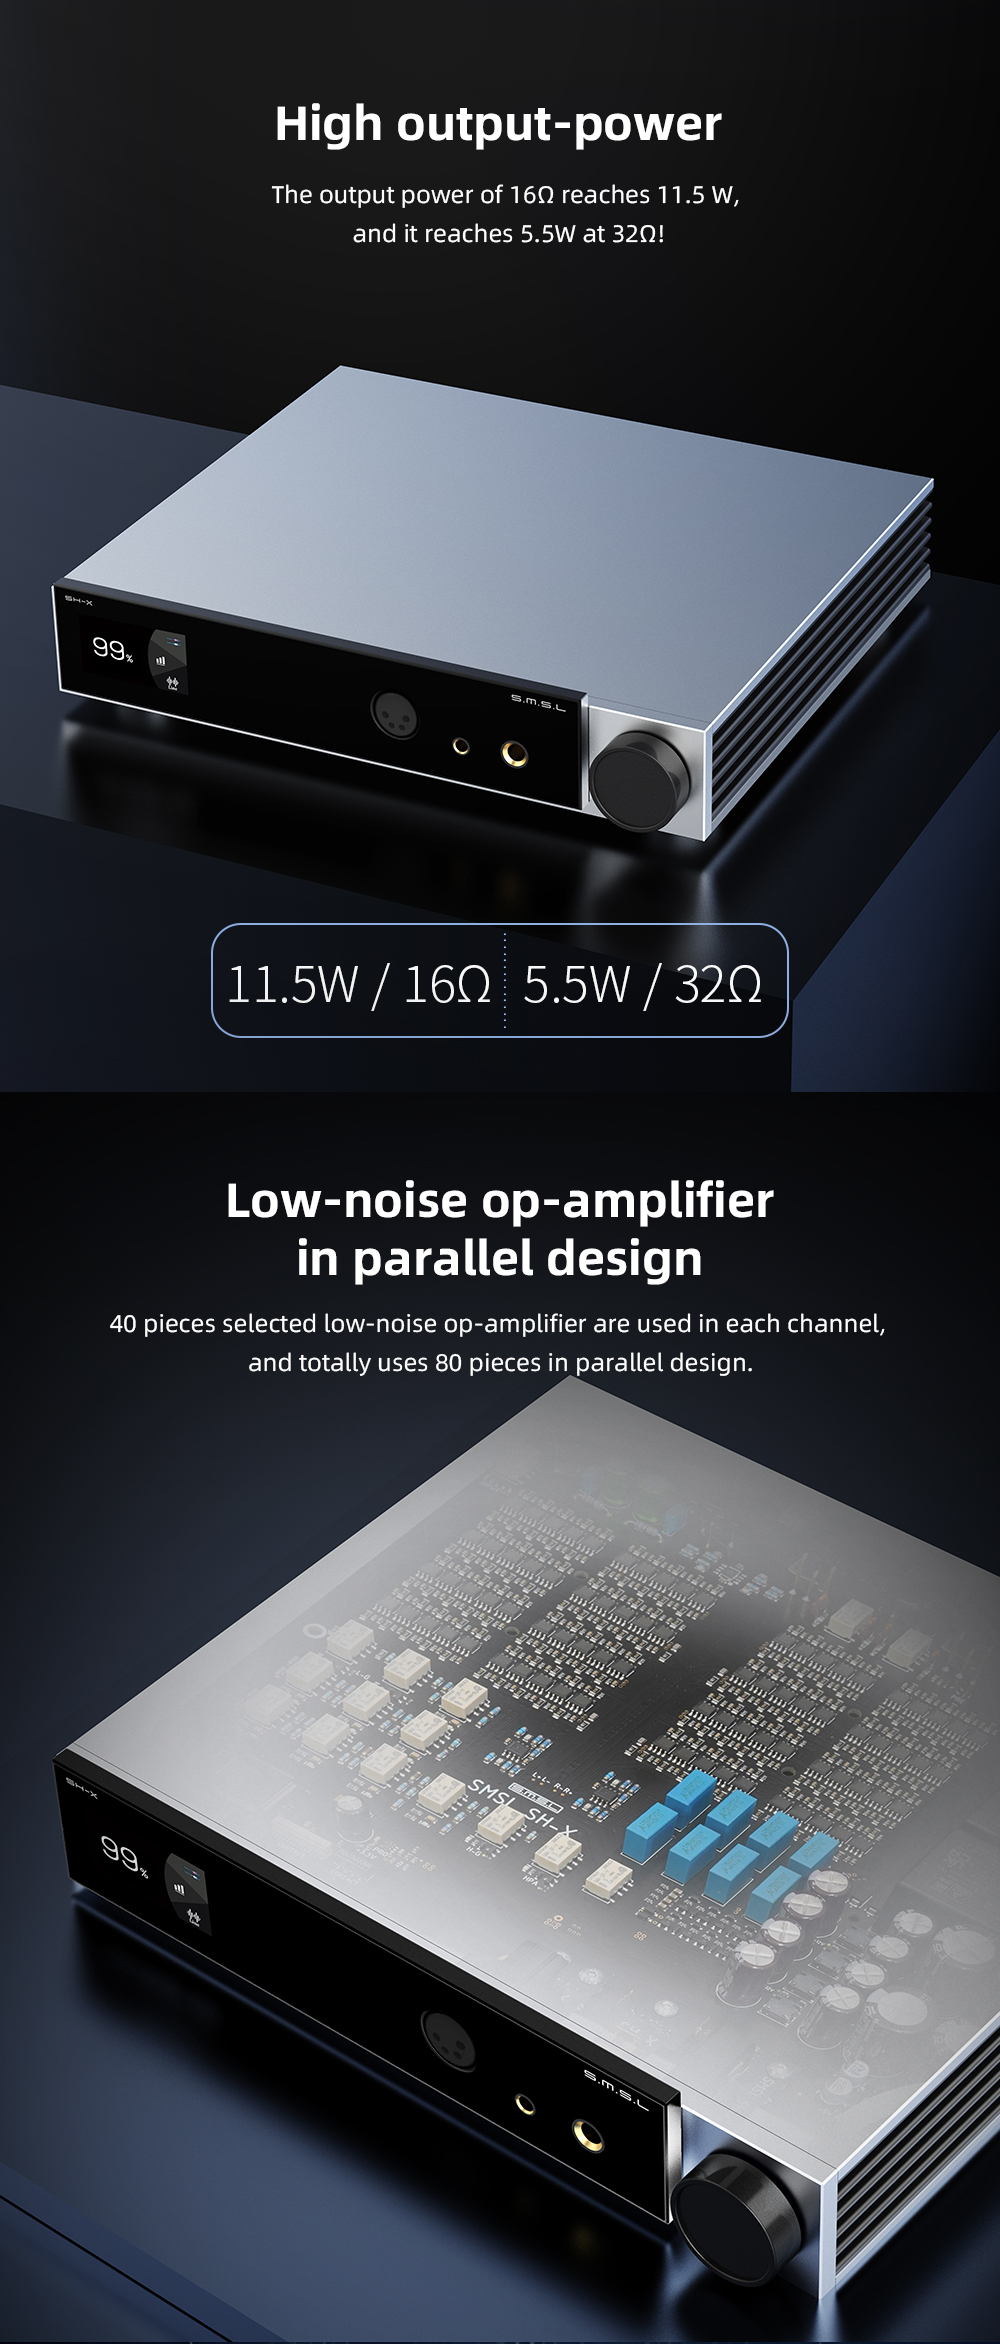 High output-power
The output power of 16Ω reaches 11.5 W,
and it reaches 5.5W at 32Ω!
SH-X
99%
Line
S.M.S.L
11.5W / 16Ω 5.5W / 32Ω
Low-noise op-amplifier
in parallel design
40 pieces selected low-noise op-amplifier are used in each channel,
and totally uses 80 pieces in parallel design.
L-G
L+L- R-R+
S.M.S.L
SMSL SH-X
H-G
HPA
SH-X
99%
Line
S.M.S.L